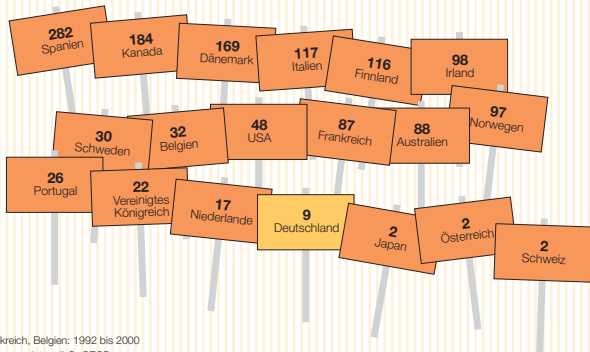 282
Spanien
184
Kanada
169
Dänemark
117
Italien
116
Finnland
98
Irland
97
Norwegen
88
Australien
87
Frankreich
48
USA
32
Belgien
30
Schweden
26
Portugal
22
Vereinigtes
Königreich
17
Niederlande
9
Deutschland
2
Japan
2
Österreich
2
Schweiz
kreich, Belgien: 1992 bis 2000